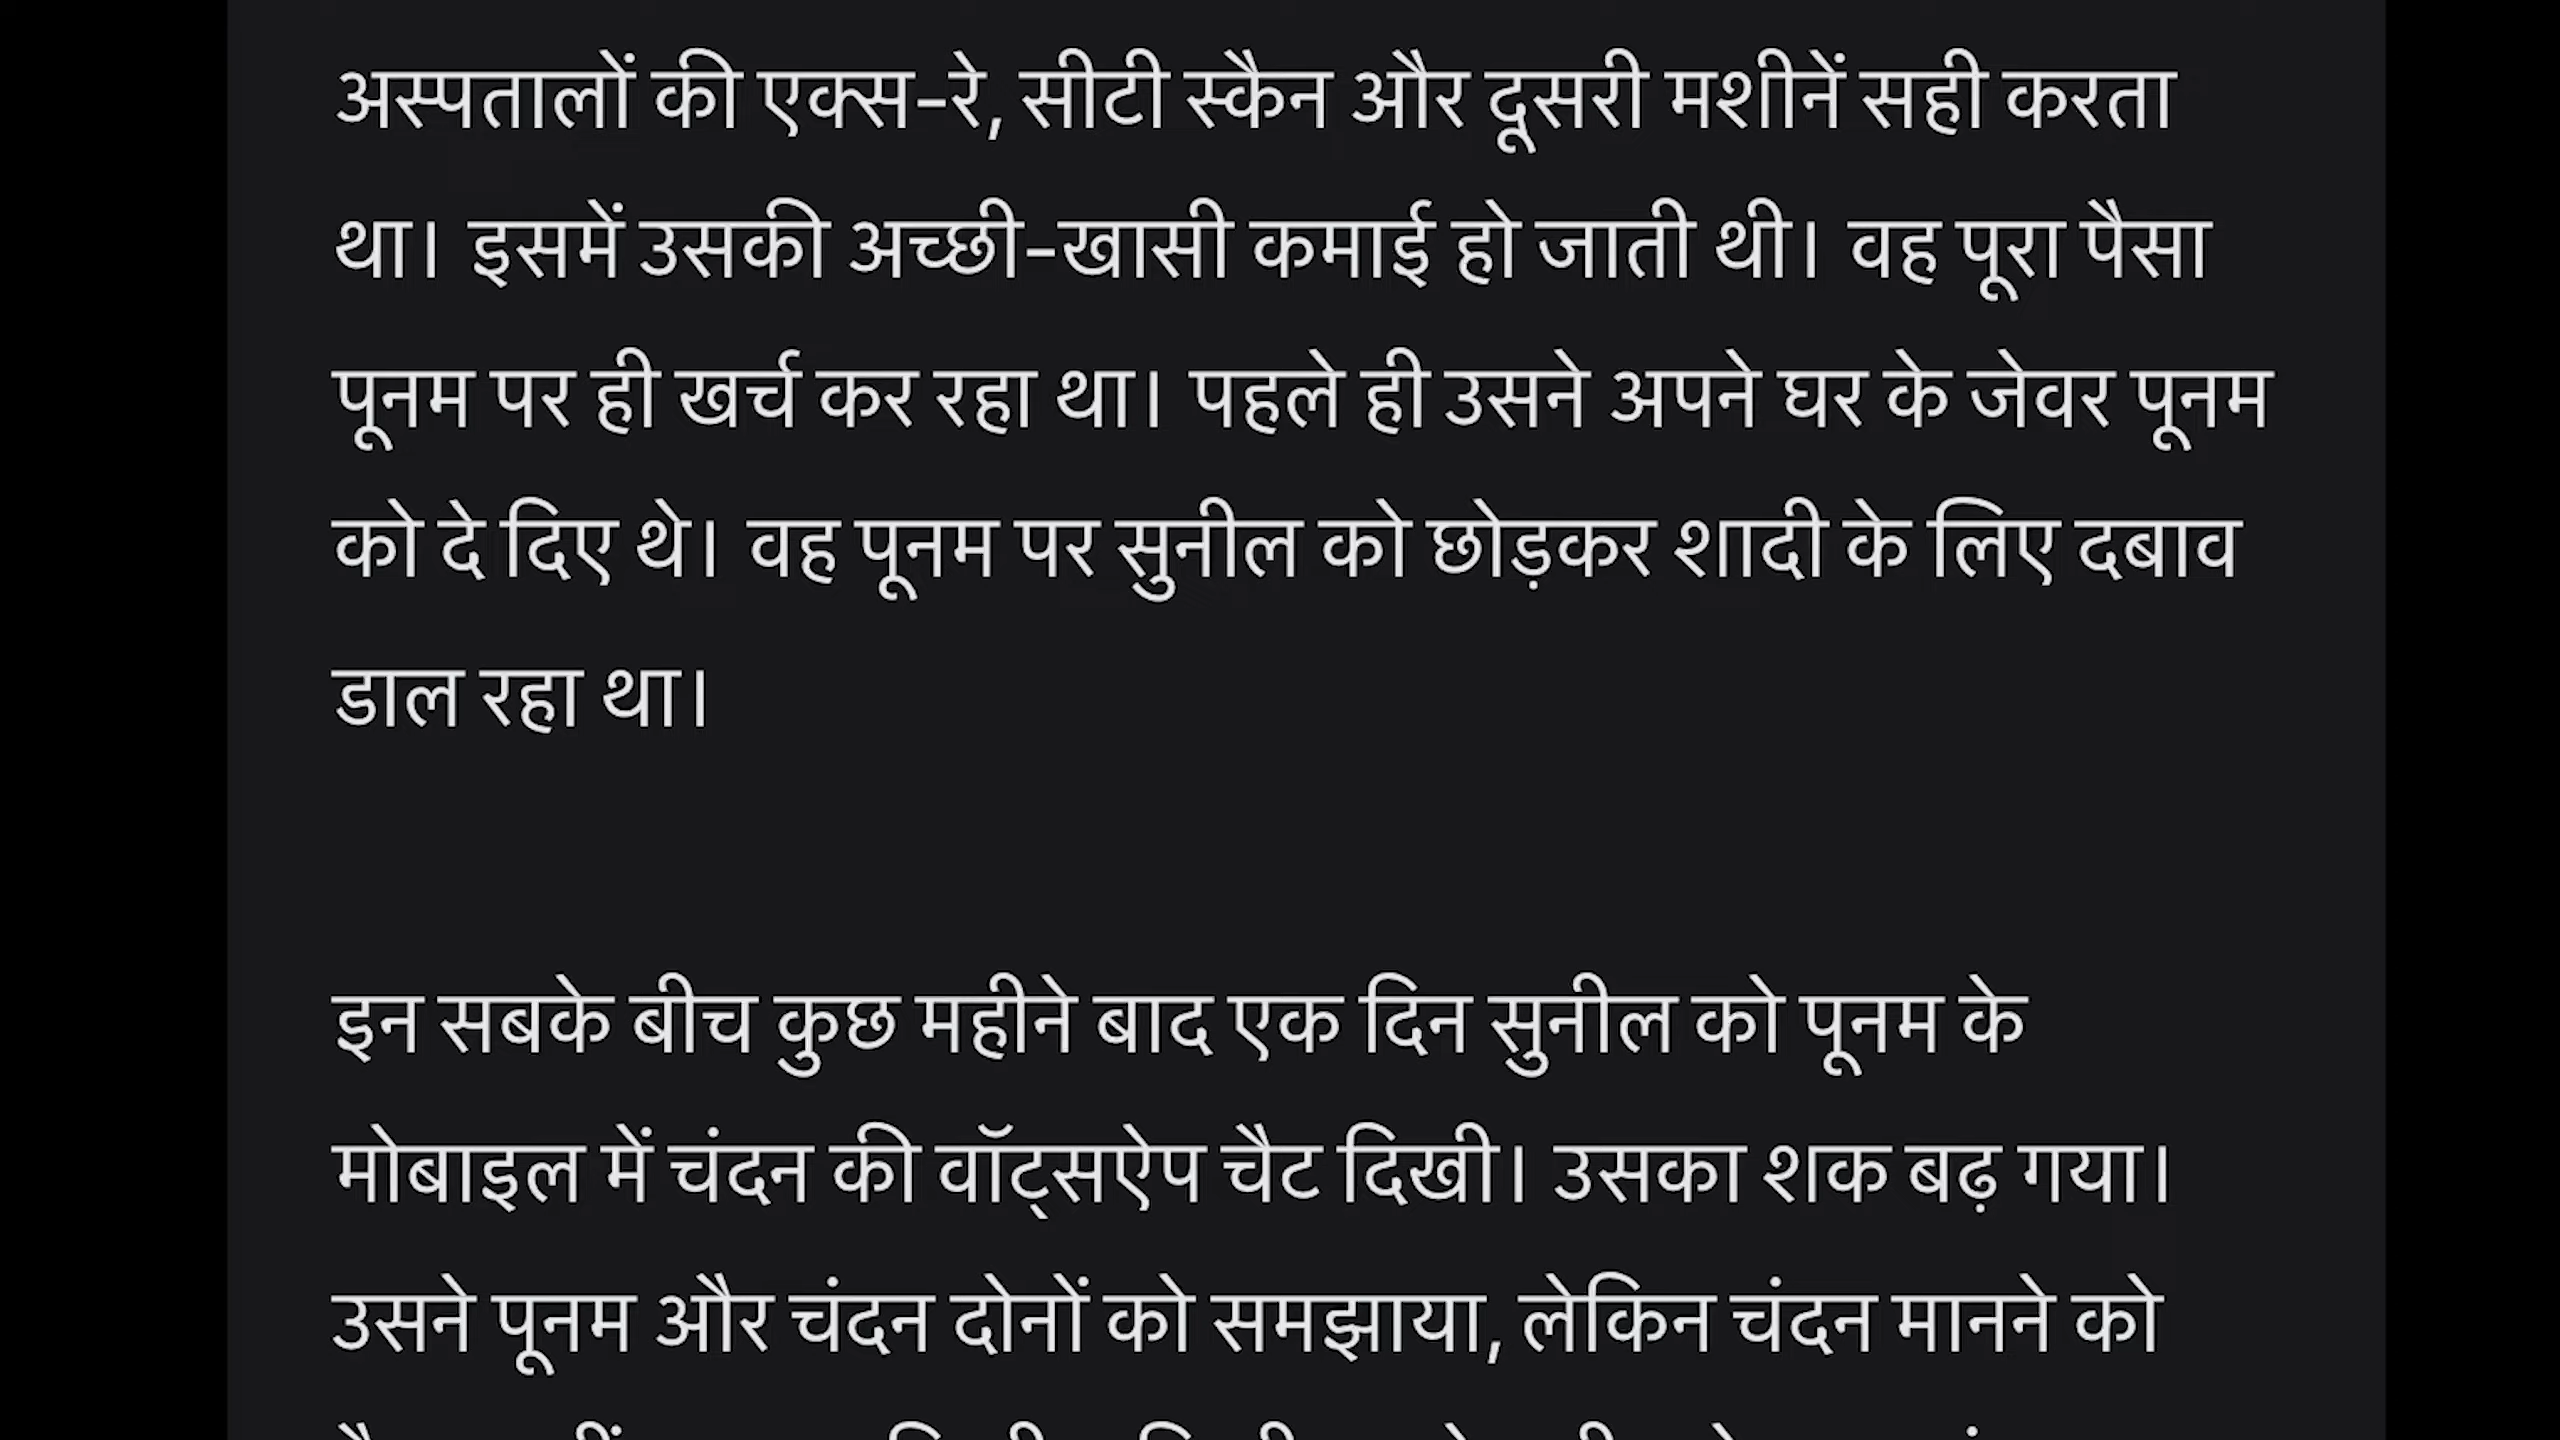 अस्पतालों की एक्स-रे, सीटी स्कैन और दूसरी मशीनें सही करता
था। इसमें उसकी अच्छी-खासी कमाई हो जाती थी। वह पूरा पैसा
पूनम पर ही खर्च कर रहा था। पहले ही उसने अपने घर के जेवर पूनम
को दे दिए थे। वह पूनम पर सुनील को छोड़कर शादी के लिए दबाव
डाल रहा था।
इन सबके बीच कुछ महीने बाद एक दिन सुनील को पूनम के
मोबाइल में चंदन की वॉट्सऐप चैट दिखी। उसका शक बढ़ गया।
उसने पूनम और चंदन दोनों को समझाया, लेकिन चंदन मानने को